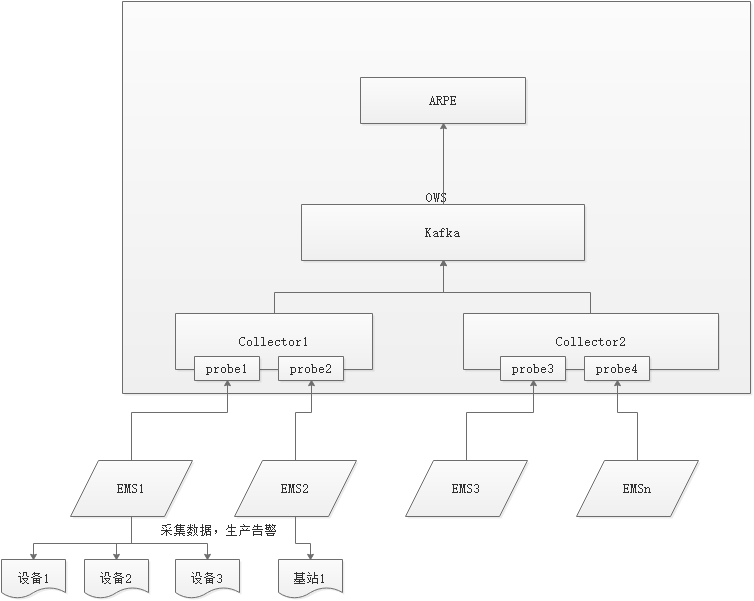 ARPE
OWS
Kafka
Collector1
Collector2
probe1
probe2
probe3
probe4
EMS1
EMS2
EMS3
EMSn
采集数据，生产告警
设备1
设备2
设备3
基站1